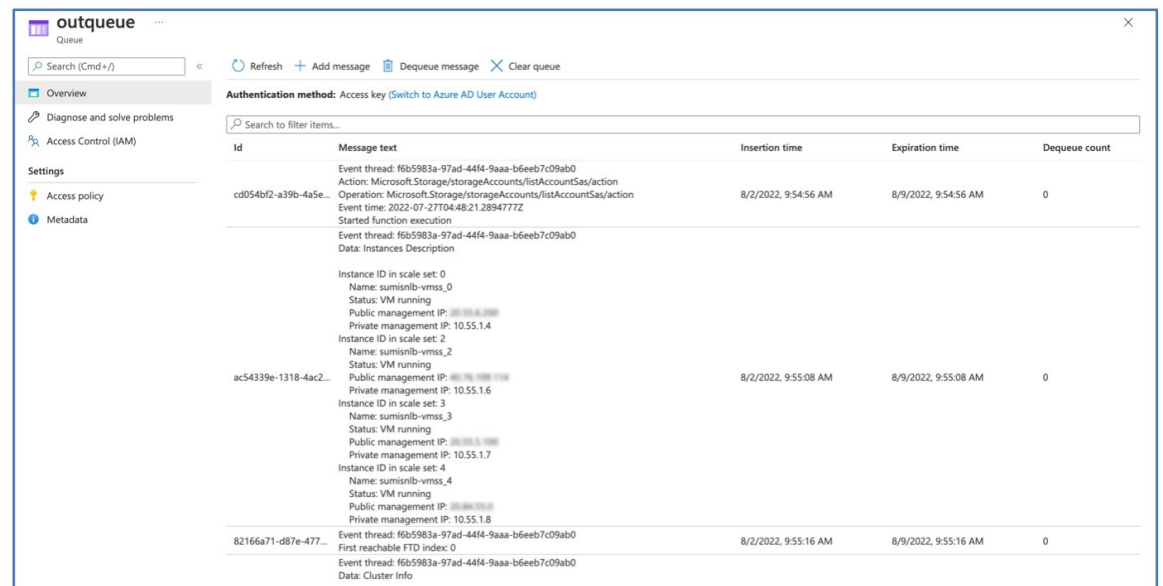 outqueue ...
Queue
Search (Cmd+/)
«
Overview
Diagnose and solve problems
Access Control (IAM)
Settings
Access policy
Metadata
Refresh Add message Dequeue message Clear queue
Authentication method: Access key (Switch to Azure AD User Account)
Search to filter items...
Id Message text Insertion time Expiration time Dequeue count
Event thread: f6b5983a-97ad-44f4-9aaa-b6eeb7c09ab0
Action: Microsoft.Storage/storageAccounts/listAccountSas/action
cd054bf2-a39b-4a5e... Operation: Microsoft.Storage/storageAccounts/listAccountSas/action 8/2/2022, 9:54:56 AM 8/9/2022, 9:54:56 AM 0
Event time: 2022-07-27T04:48:21.2894777Z
Started function execution
Event thread: f6b5983a-97ad-44f4-9aaa-b6eeb7c09ab0
Data: Instances Description
Instance ID in scale set: 0
Name: sumisnlb-vmss_0
Status: VM running
Public management IP:
Private management IP: 10.55.1.4
Instance ID in scale set: 2
Name: sumisnlb-vmss_2
Status: VM running
ac54339e-1318-4ac2... Public management IP: 8/2/2022, 9:55:08 AM 8/9/2022, 9:55:08 AM 0
Private management IP: 10.55.1.6
Instance ID in scale set: 3
Name: sumisnlb-vmss_3
Status: VM running
Public management IP:
Private management IP: 10.55.1.7
Instance ID in scale set: 4
Name: sumisnlb-vmss_4
Status: VM running
Public management IP:
Private management IP: 10.55.1.8
Event thread: f6b5983a-97ad-44f4-9aaa-b6eeb7c09ab0
82166a71-d87e-477... First reachable FTD index: 0 8/2/2022, 9:55:16 AM 8/9/2022, 9:55:16 AM 0
Event thread: f6b5983a-97ad-44f4-9aaa-b6eeb7c09ab0
Data: Cluster Info